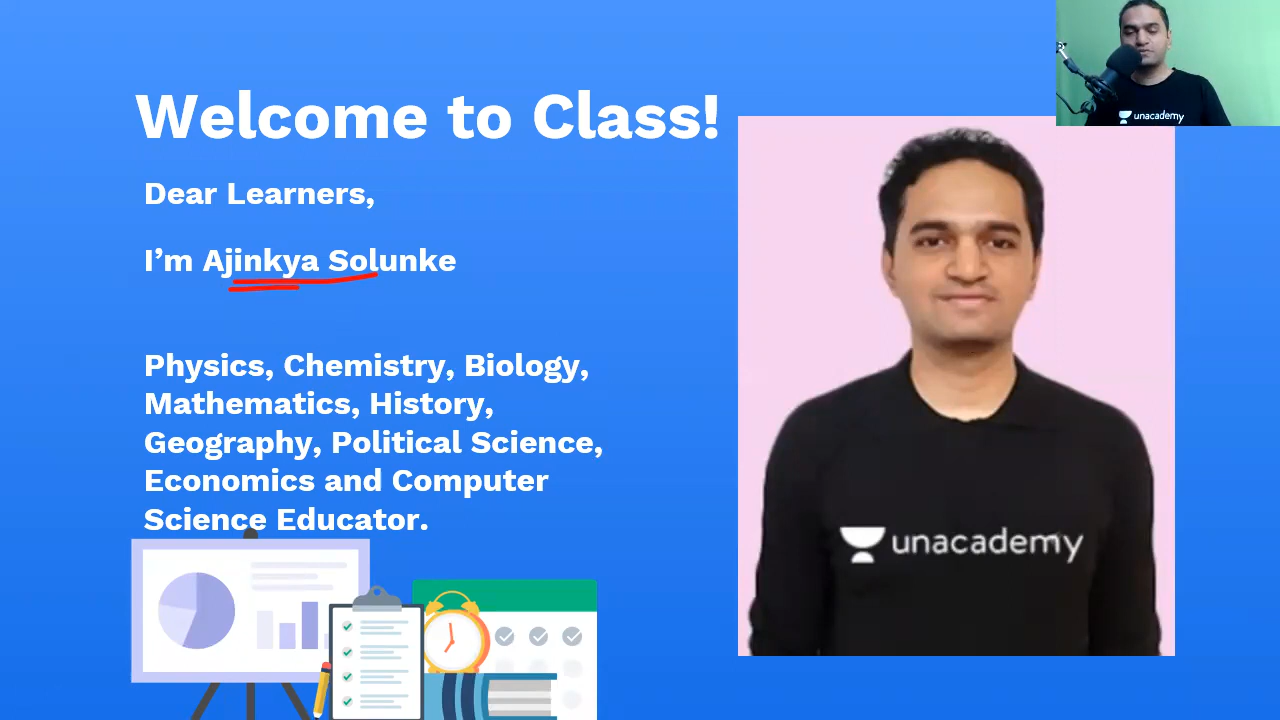 Welcome to Class!
Dear Learners,
I’m Ajinkya Solunke
Physics, Chemistry, Biology,
Mathematics, History,
Geography, Political Science,
Economics and Computer
Science Educator.
unacademy
unacademy